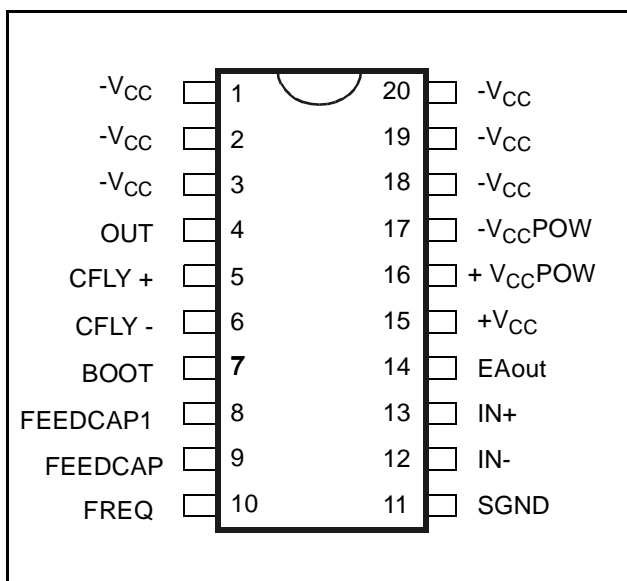 -VCC 1 20 -VCC
-VCC 2 19 -VCC
-VCC 3 18 -VCC
OUT 4 17 -VCCPOW
CFLY + 5 16 + VCCPOW
CFLY - 6 15 +VCC
BOOT 7 14 EAout
FEEDCAP1 8 13 IN+
FEEDCAP 9 12 IN-
FREQ 10 11 SGND